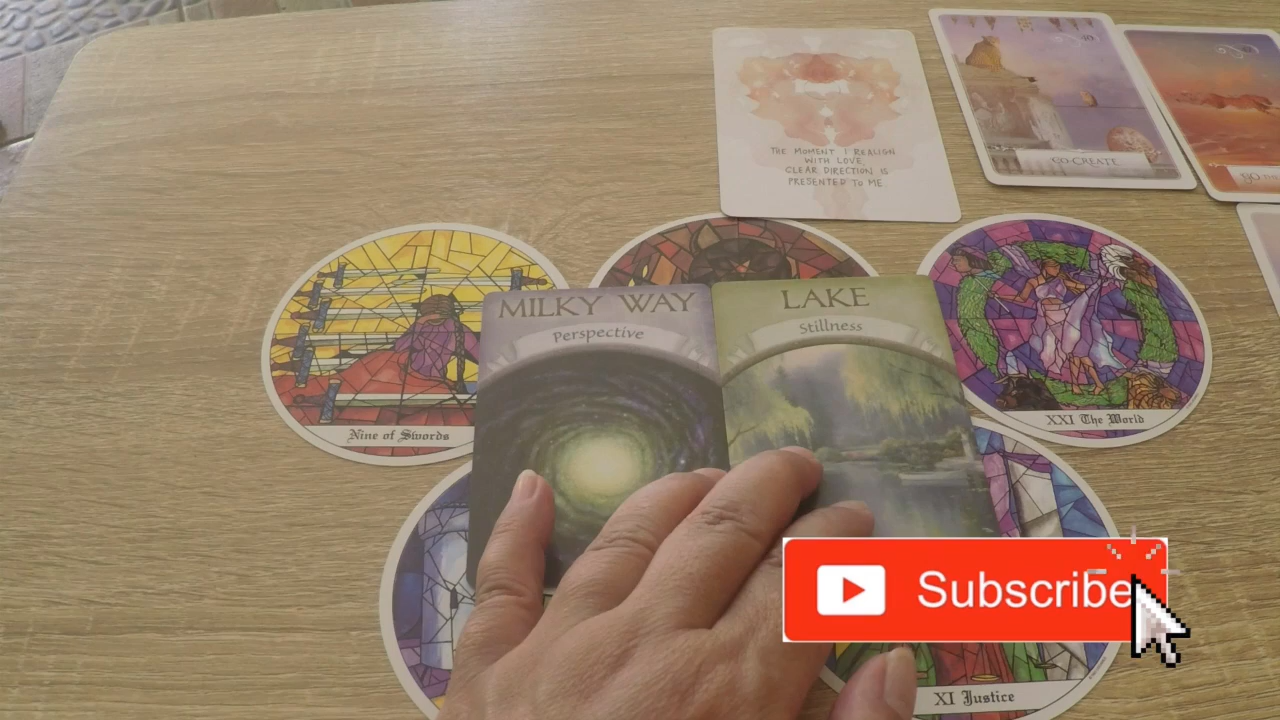 THE MOMENT I REALIGN
WITH LOVE,
CLEAR DIRECTION IS
PRESENTED TO ME
CO-CREATE
MILKY WAY
Perspective
LAKE
Stillness
Nine of Swords
XXI The World
Subscribe
XI Justice